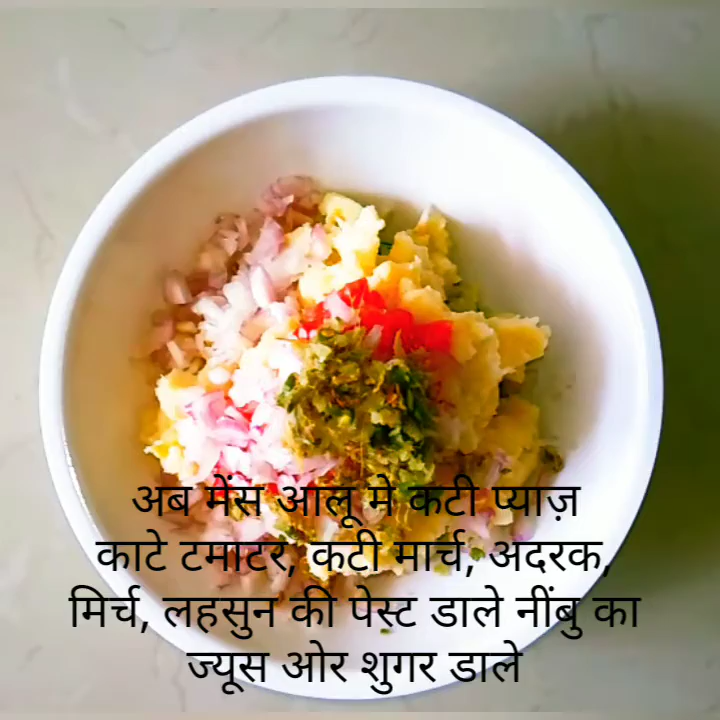 अब मेंस आलू मे कटी प्याज़
काटे टमाटर, कटी मार्च, अदरक,
मिर्च, लहसुन की पेस्ट डाले नींबु का
ज्यूस ओर शुगर डाले